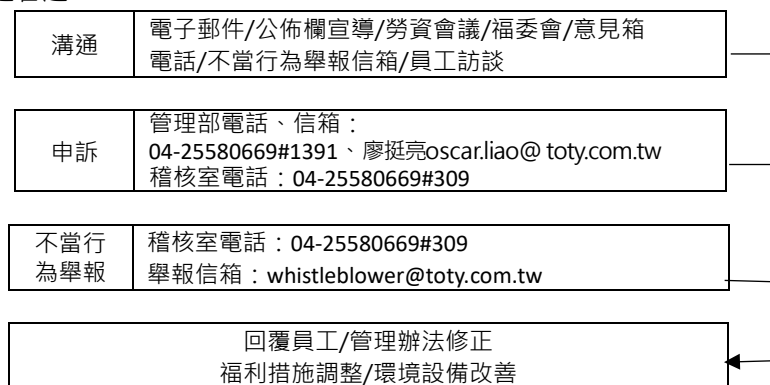 溝通
電子郵件/公佈欄宣導/勞資會議/福委會/意見箱
電話/不當行為舉報信箱/員工訪談
申訴
管理部電話、信箱：
04-25580669#1391、廖挺亮oscar.liao@ toty.com.tw
稽核室電話：04-25580669#309
不當行
為舉報
稽核室電話：04-25580669#309
舉報信箱：whistleblower@toty.com.tw
回覆員工/管理辦法修正
福利措施調整/環境設備改善